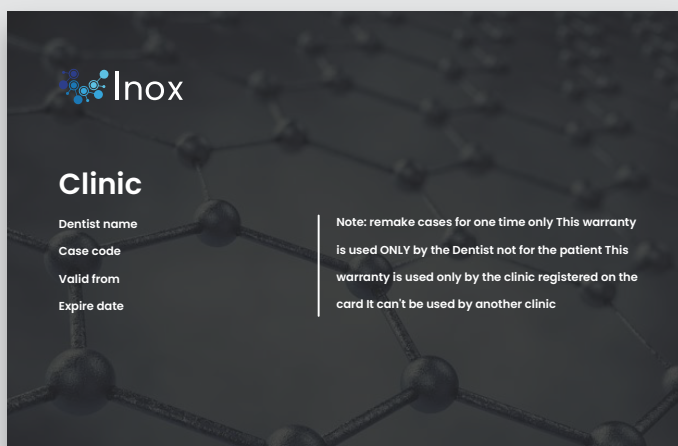 Inox
Clinic
Dentist name
Case code
Valid from
Expire date
Note: remake cases for one time only This warranty
is used ONLY by the Dentist not for the patient This
warranty is used only by the clinic registered on the
card It can't be used by another clinic